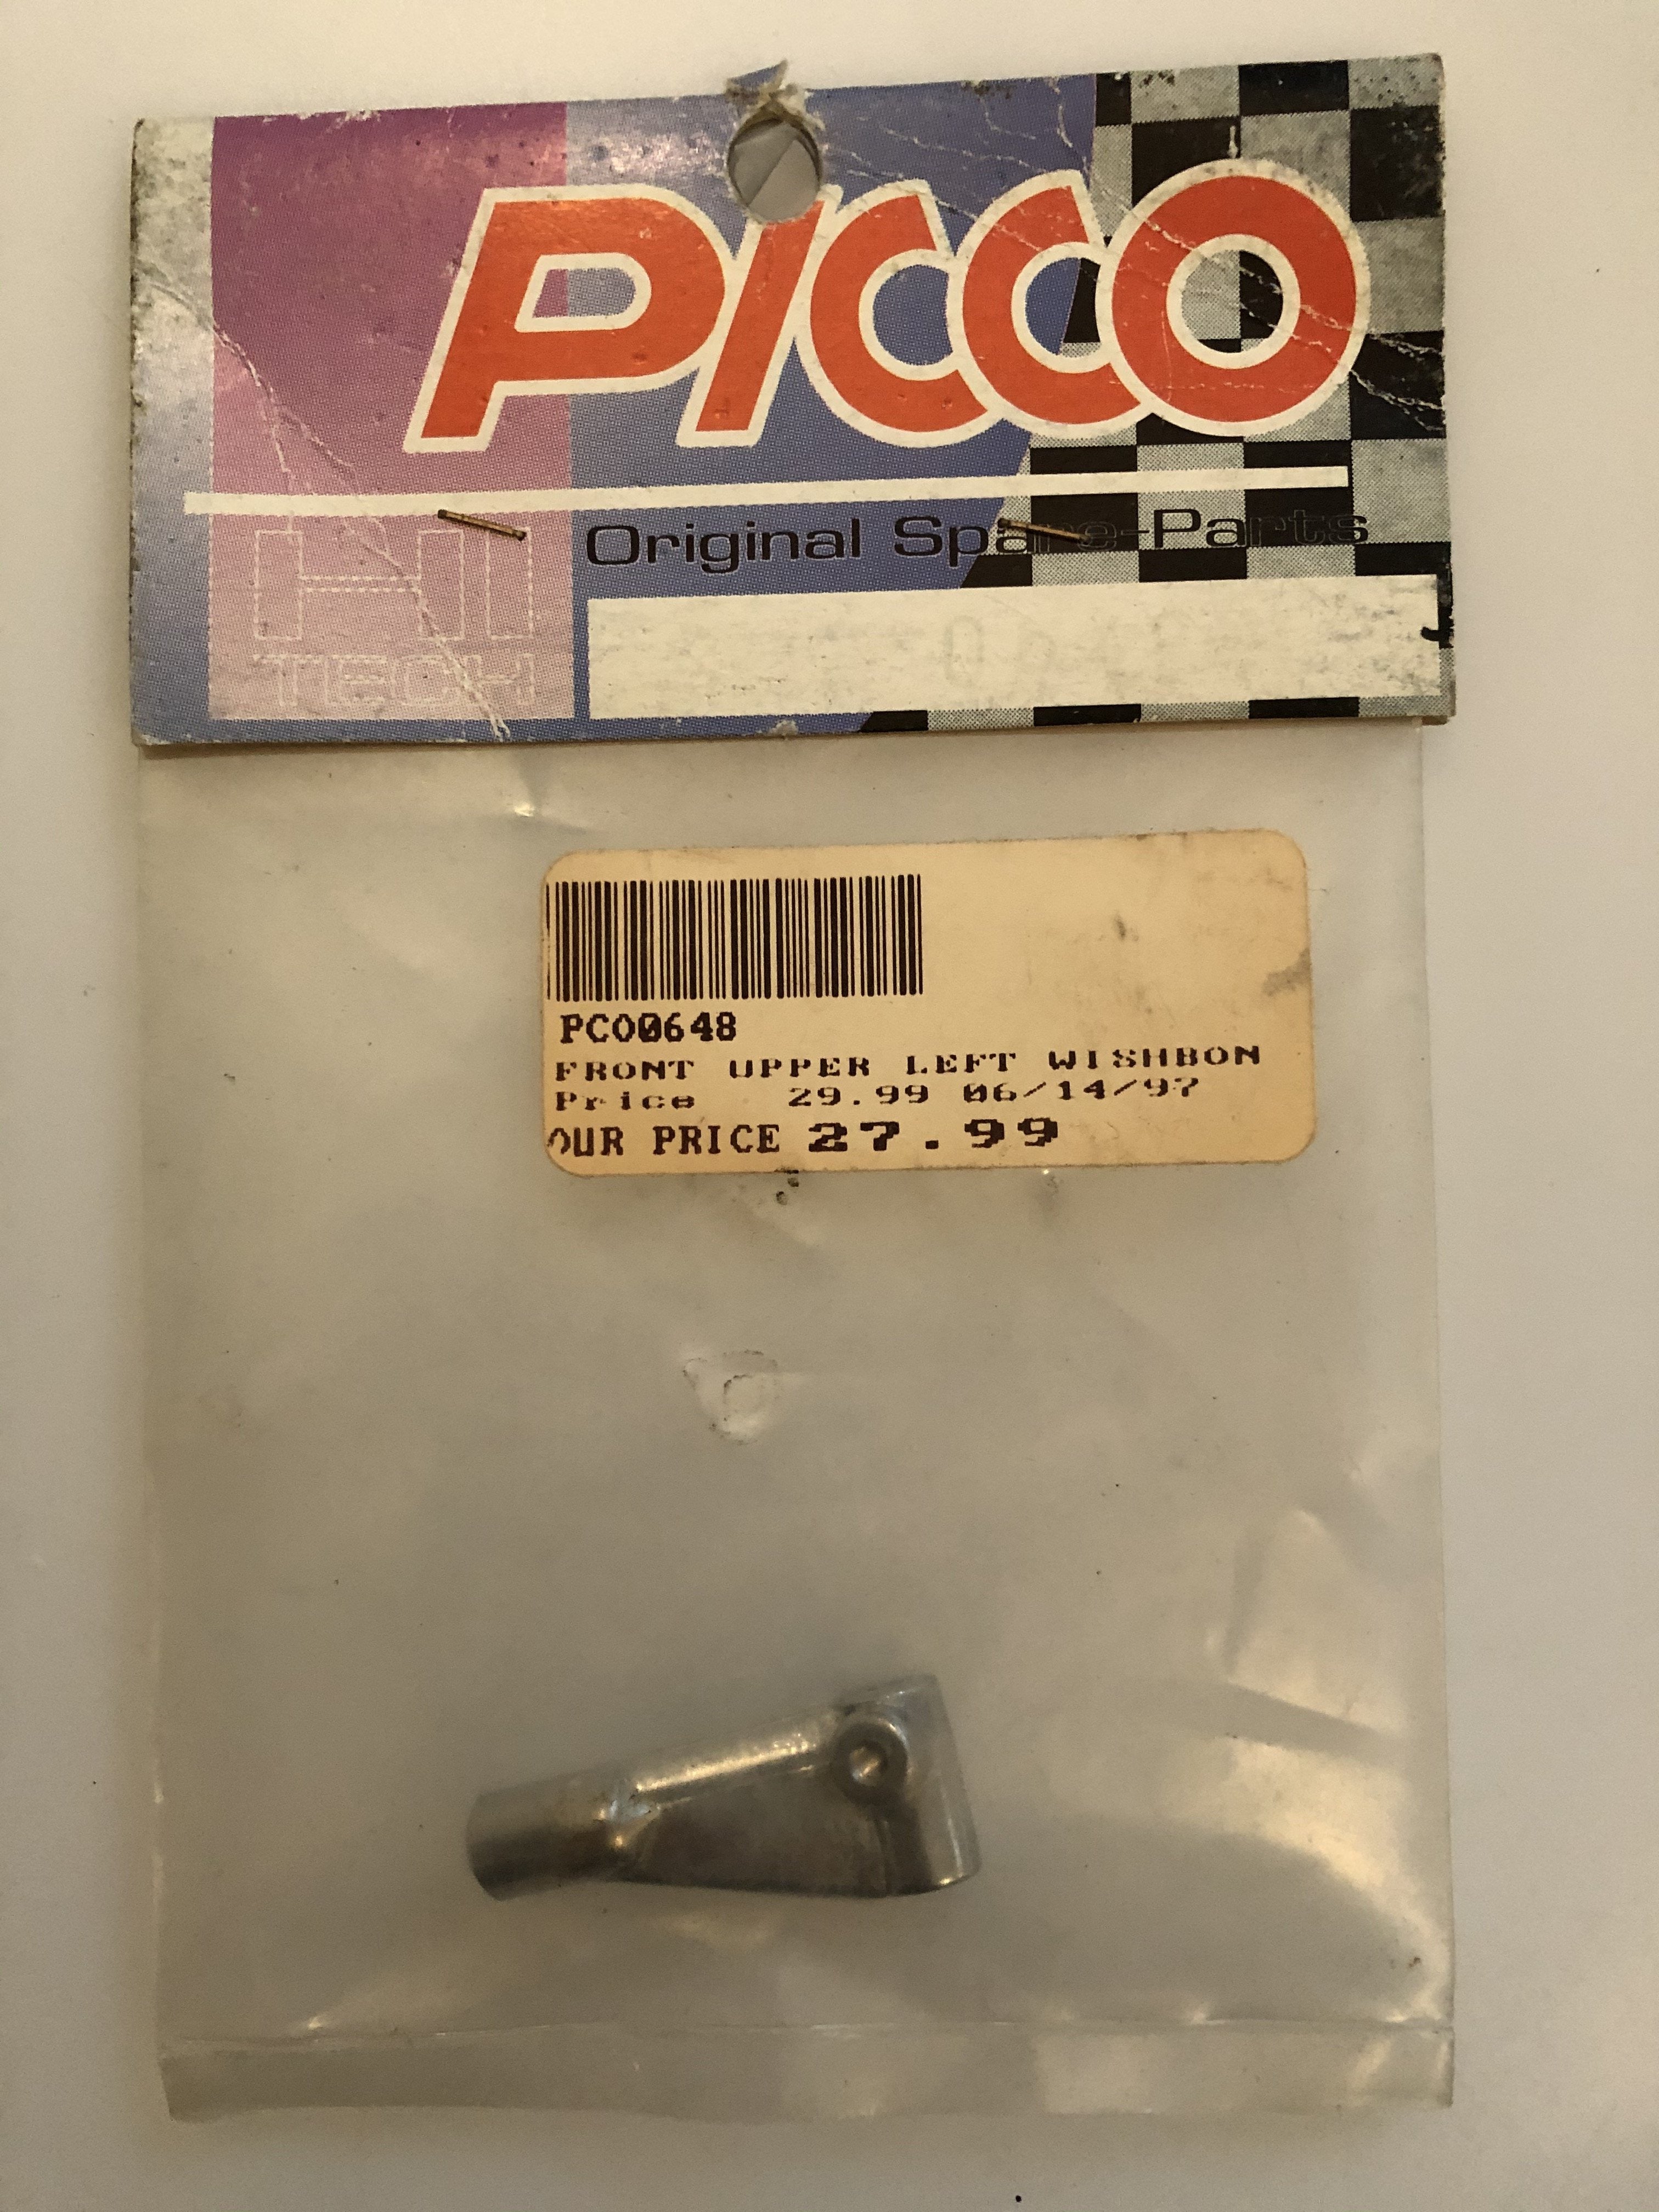 PICCO
Original Spare-Parts
HI
TECH
PCO0648
FRONT UPPER LEFT WISHBON
Price 29.99 06/14/97
OUR PRICE 27.99